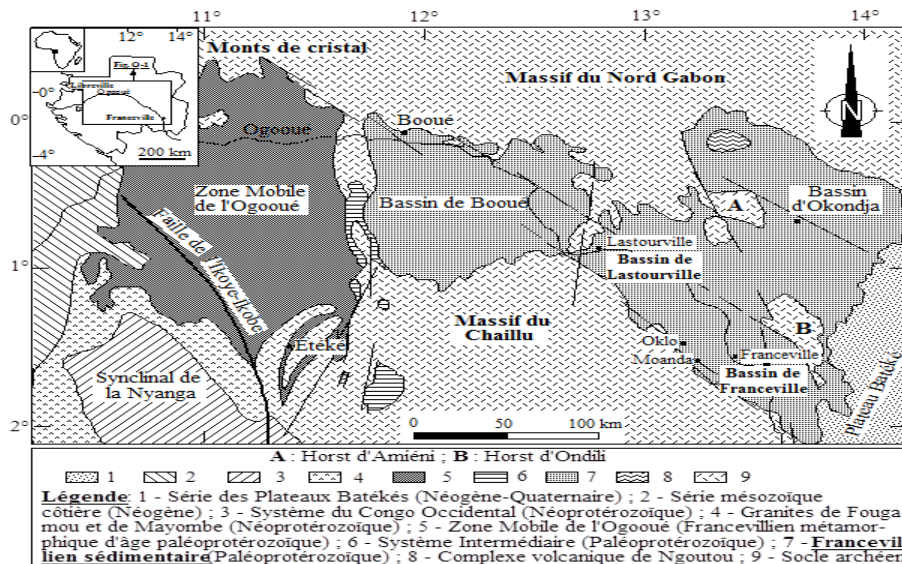 11° 12° 13° 14°
12° 14°
Fig. O-1
Libreville
Ogooué
Franceville
0°
4°
200 km
Monts de cristal
Massif du Nord Gabon
N
0°
Ogooué
Booué
Zone Mobile
de l'Ogooué
Bassin de Booué
A
Bassin
d'Okondja
Faille de l'Ikoye-Ikobe
Lastourville
Bassin de
Lastourville
1°
Massif du
Chaillu
B
Etéké
Oklo
Moanda
Franceville
Bassin de
Franceville
Plateau Batéké
Synclinal de
la Nyanga
2°
0 50 100 km
A : Horst d'Amiéni ; B : Horst d'Ondili
1 2 3 4 5 6 7 8 9
Légende: 1 - Série des Plateaux Batékés (Néogène-Quaternaire) ; 2 - Série mésozoïque
côtière (Néogène) ; 3 - Système du Congo Occidental (Néoprotérozoïque) ; 4 - Granites de Fouga-
mou et de Mayombe (Néoprotérozoïque) ; 5 - Zone Mobile de l'Ogooué (Francevillien métamor-
phique d'âge paléoprotérozoïque) ; 6 - Système Intermédiaire (Paléoprotérozoïque) ; 7 - Francevil
lien sédimentaire(Paléoprotérozoïque) ; 8 - Complexe volcanique de Ngoutou ; 9 - Socle archéen